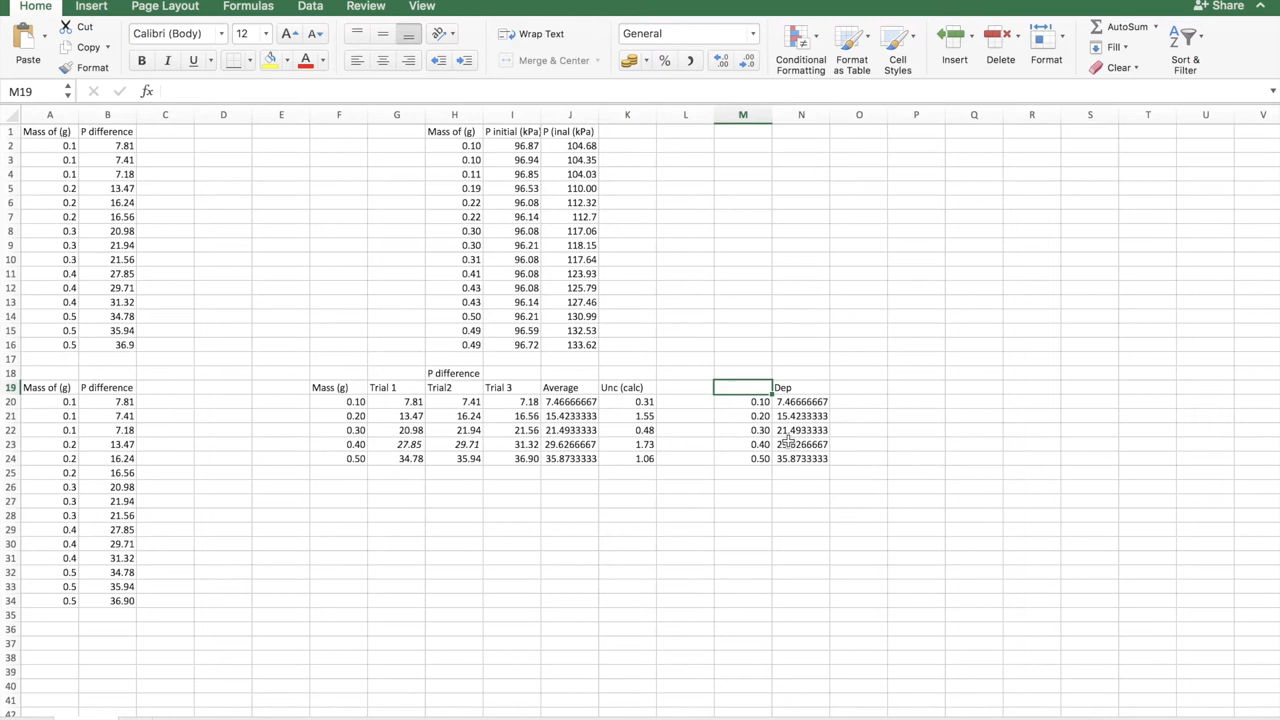 Home Insert Page Layout Formulas Data Review View Share
Paste Cut Copy Format
Calibri (Body) 12 A A
B I U A
Wrap Text
Merge & Center
General
% )
Conditional Formatting
Format as Table
Cell Styles
Insert Delete Format
AutoSum
Fill
Clear
Sort & Filter
M19 fx
A B C D E F G H I J K L M N O P Q R S T U V
1 Mass of (g) P difference Mass of (g) P initial (kPa) P (inal (kPa)
2 0.1 7.81 0.10 96.87 104.68
3 0.1 7.41 0.10 96.94 104.35
4 0.1 7.18 0.11 96.85 104.03
5 0.2 13.47 0.19 96.53 110.00
6 0.2 16.24 0.22 96.08 112.32
7 0.2 16.56 0.22 96.14 112.7
8 0.3 20.98 0.30 96.08 117.06
9 0.3 21.94 0.30 96.21 118.15
10 0.3 21.56 0.31 96.08 117.64
11 0.4 27.85 0.41 96.08 123.93
12 0.4 29.71 0.43 96.08 125.79
13 0.4 31.32 0.43 96.14 127.46
14 0.5 34.78 0.50 96.21 130.99
15 0.5 35.94 0.49 96.59 132.53
16 0.5 36.9 0.49 96.72 133.62
17
18 P difference
19 Mass of (g) P difference Mass (g) Trial 1 Trial2 Trial 3 Average Unc (calc) Dep
20 0.1 7.81 0.10 7.81 7.41 7.18 7.46666667 0.31 0.10 7.46666667
21 0.1 7.41 0.20 13.47 16.24 16.56 15.4233333 1.55 0.20 15.4233333
22 0.1 7.18 0.30 20.98 21.94 21.56 21.4933333 0.48 0.30 21.4933333
23 0.2 13.47 0.40 27.85 29.71 31.32 29.6266667 1.73 0.40
24 0.2 16.24 0.50 34.78 35.94 36.90 35.8733333 1.06 0.50 35.8733333
25 0.2 16.56
26 0.3 20.98
27 0.3 21.94
28 0.3 21.56
29 0.4 27.85
30 0.4 29.71
31 0.4 31.32
32 0.5 34.78
33 0.5 35.94
34 0.5 36.90
35
36
37
38
39
40
41
42